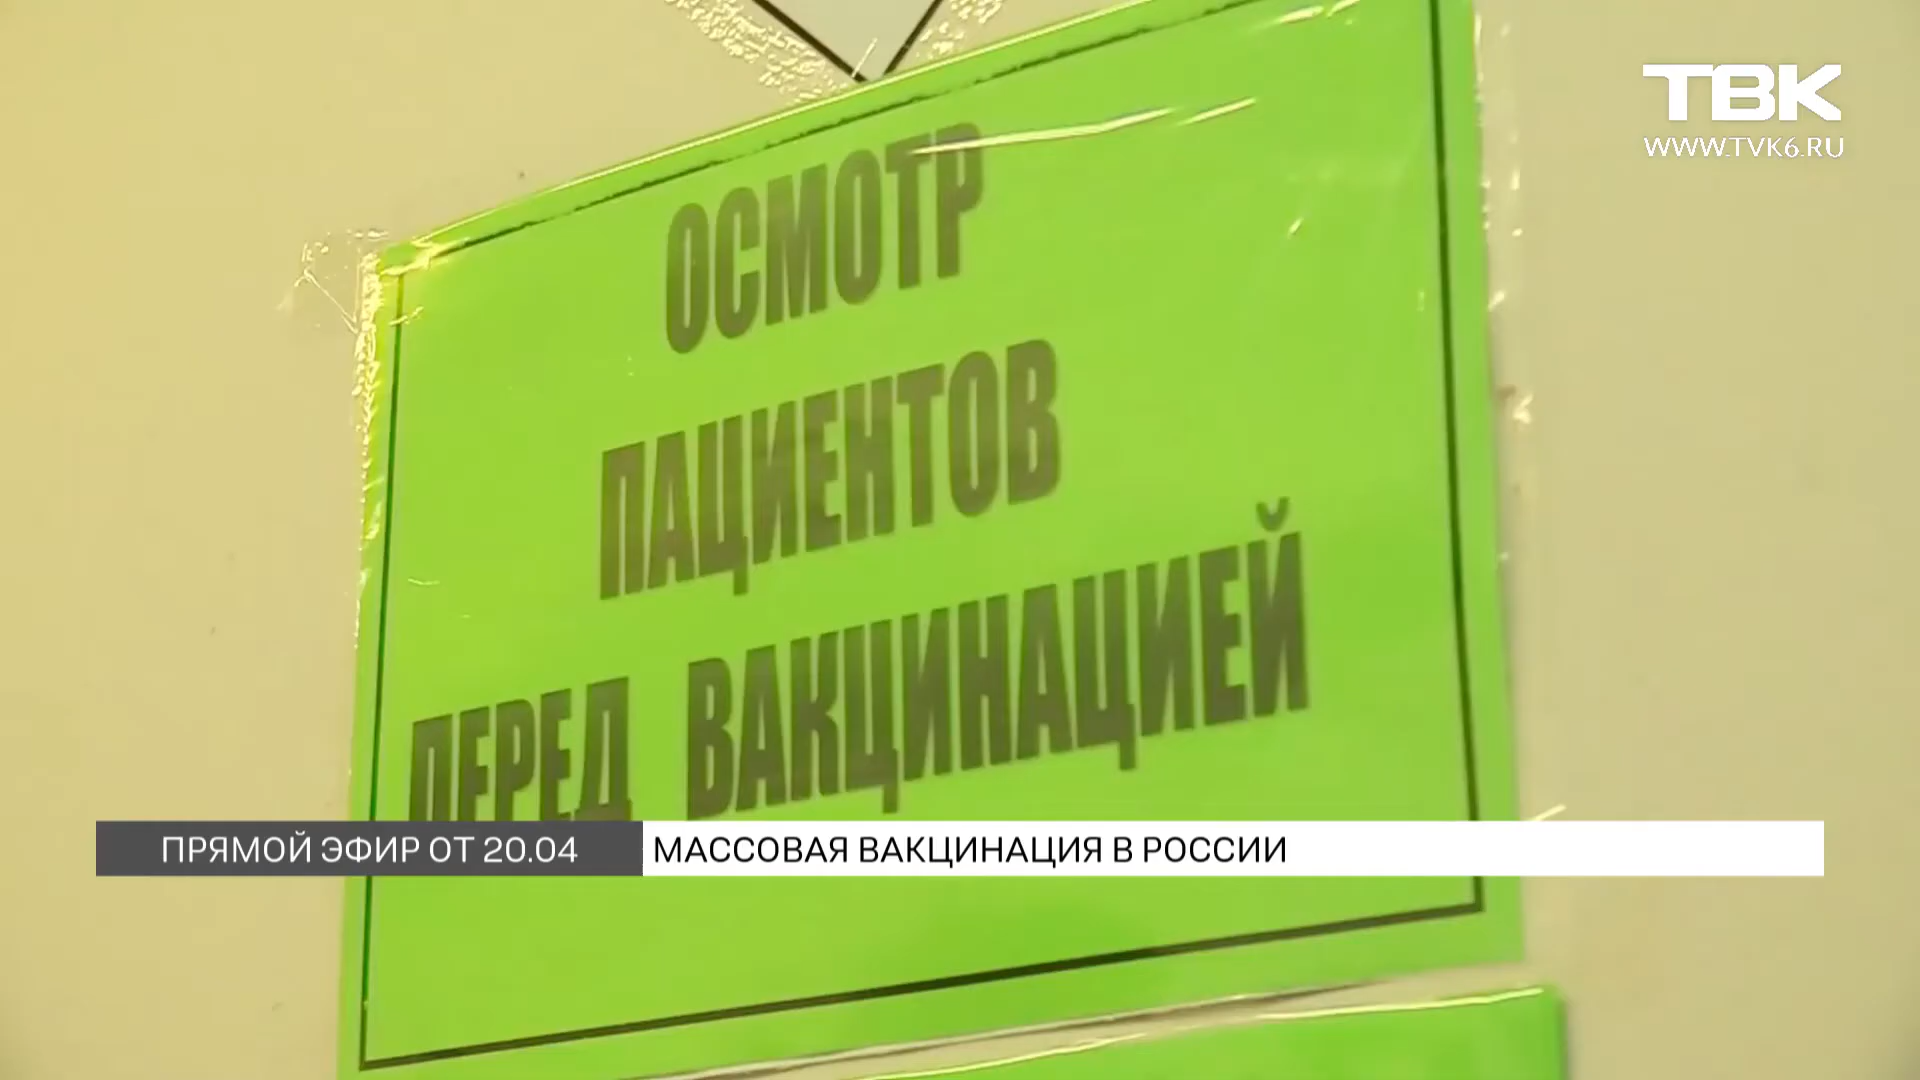 ТВК
WWW.TVK6.RU
ОСМОТР
ПАЦИЕНТОВ
ПЕРЕД ВАКЦИНАЦИЕЙ
ПРЯМОЙ ЭФИР ОТ 20.04 МАССОВАЯ ВАКЦИНАЦИЯ В РОССИИ